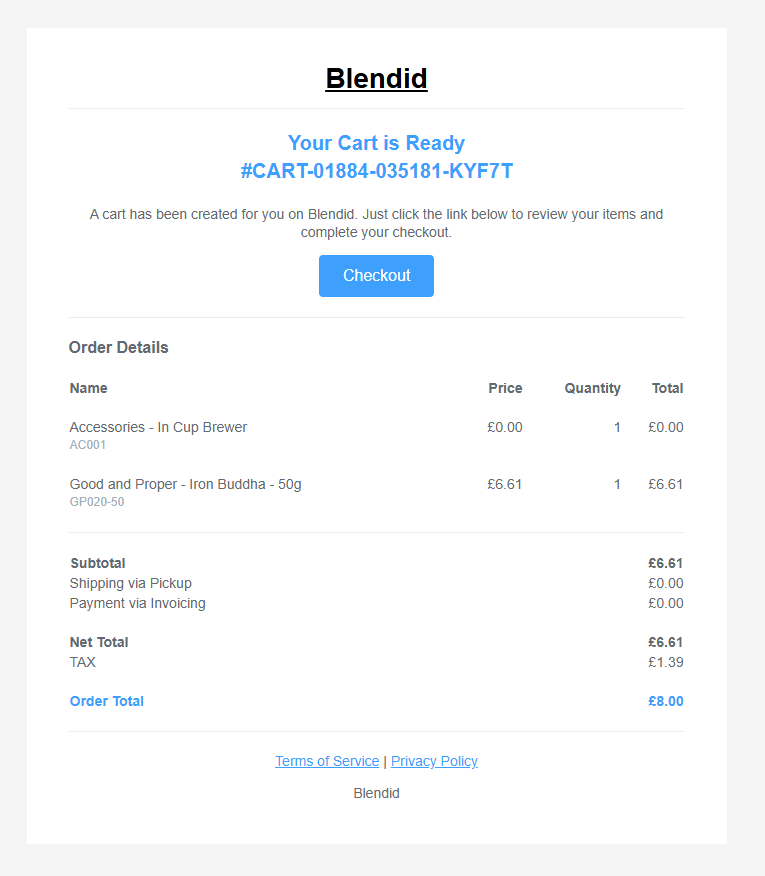 Blendid
Your Cart is Ready
#CART-01884-035181-KYF7T
A cart has been created for you on Blendid. Just click the link below to review your items and
complete your checkout.
Checkout
Order Details
Name Price Quantity Total
Accessories - In Cup Brewer £0.00 1 £0.00
AC001
Good and Proper - Iron Buddha - 50g £6.61 1 £6.61
GP020-50
Subtotal £6.61
Shipping via Pickup £0.00
Payment via Invoicing £0.00
Net Total £6.61
TAX £1.39
Order Total £8.00
Terms of Service | Privacy Policy
Blendid